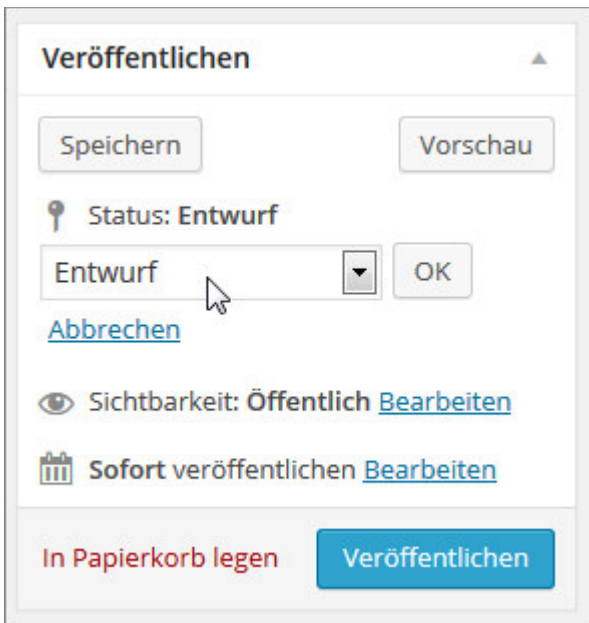 Veröffentlichen
Speichern Vorschau
Status: Entwurf
Entwurf OK
Abbrechen
Sichtbarkeit: Öffentlich Bearbeiten
Sofort veröffentlichen Bearbeiten
In Papierkorb legen Veröffentlichen